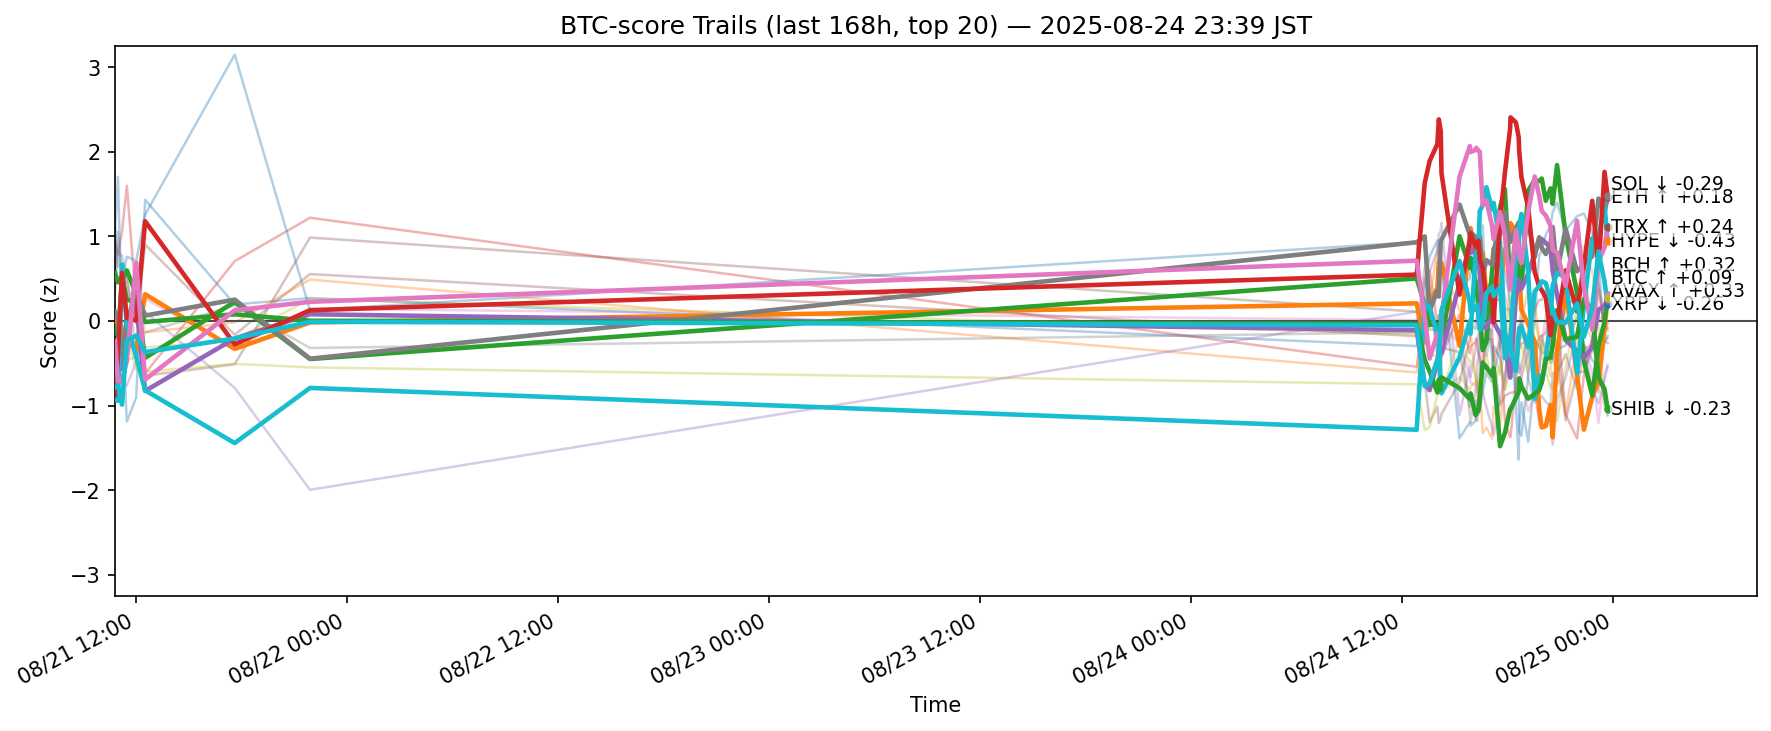 BTC-score Trails (last 168h, top 20) — 2025-08-24 23:39 JST
Score (z)
3
2
1
0
−1
−2
−3
SOL ↓ -0.29
ETH ↑ +0.18
TRX ↑ +0.24
HYPE ↓ -0.43
BCH ↑ +0.32
BTC ↑ +0.09
AVAX ↑ +0.33
XRP ↓ -0.26
SHIB ↓ -0.23
08/21 12:00
08/22 00:00
08/22 12:00
08/23 00:00
08/23 12:00
08/24 00:00
08/24 12:00
08/25 00:00
Time